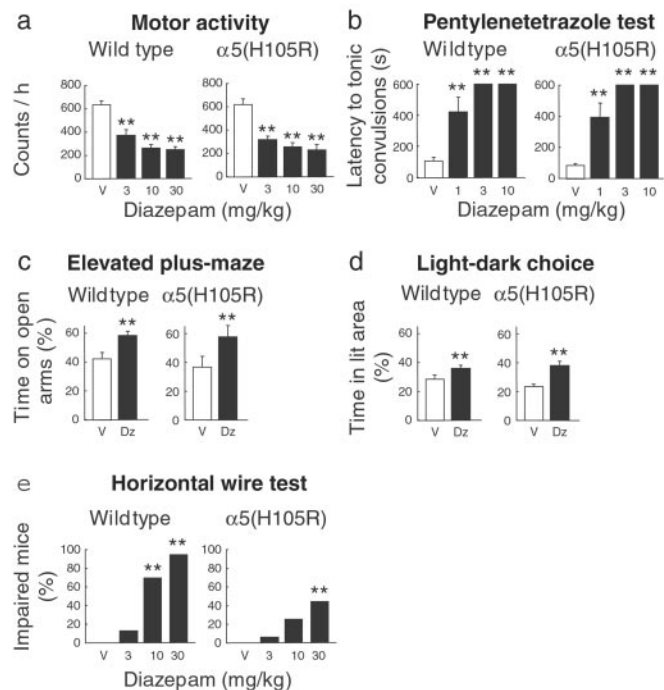 a Motor activity
Wild type α5(H105R)
Counts / h
800 800
600 600
400 400
200 200
** ** ** ** ** **
V 3 10 30 V 3 10 30
Diazepam (mg/kg)
b Pentylenetetrazole test
Wild type α5(H105R)
Latency to tonic
convulsions (s)
600 600
400 400
200 200
0 0
** ** ** ** ** **
V 1 3 10 V 1 3 10
Diazepam (mg/kg)
c Elevated plus-maze
Wildtype α5(H105R)
Time on open
arms (%)
60 60
40 40
20 20
0 0
** **
V Dz V Dz
d Light-dark choice
Wildtype α5(H105R)
Time in lit area
(%)
60 60
40 40
20 20
0 0
** **
V Dz V Dz
e Horizontal wire test
Wildtype α5(H105R)
Impaired mice
(%)
100 100
80 80
60 60
40 40
20 20
0 0
** ** **
V 3 10 30 V 3 10 30
Diazepam (mg/kg)